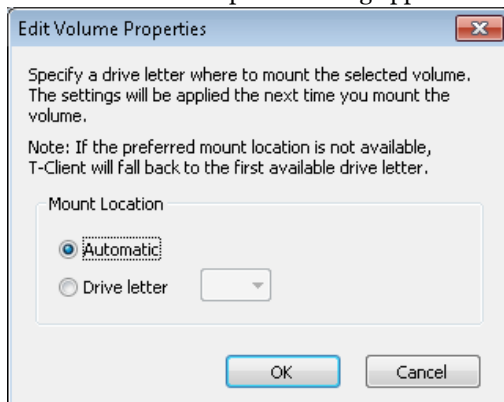 Edit Volume Properties
Specify a drive letter where to mount the selected volume.
The settings will be applied the next time you mount the
volume.
Note: If the preferred mount location is not available,
T-Client will fall back to the first available drive letter.
Mount Location
Automatic
Drive letter
OK Cancel